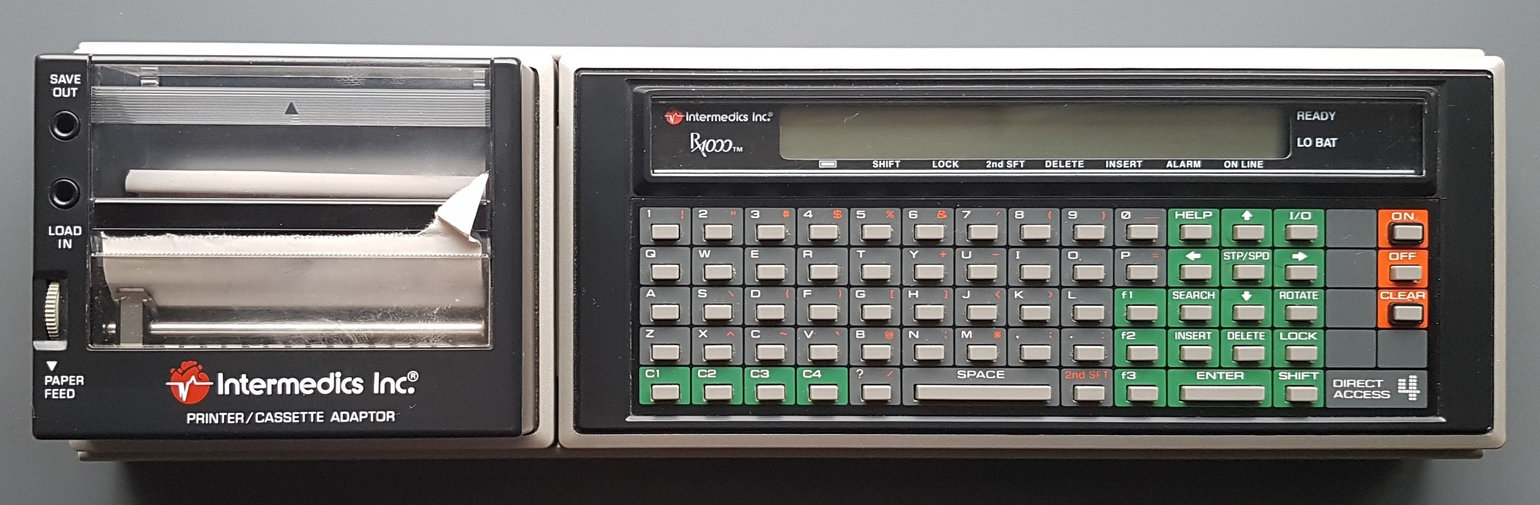 SAVE
OUT
LOAD
IN
▼
PAPER
FEED
▲
Intermedics Inc.®
PRINTER/CASSETTE ADAPTOR
Intermedics Inc.®
Rx1000™
READY
LO BAT
SHIFT LOCK 2nd SFT DELETE INSERT ALARM ON LINE
1 ! 2 " 3 # 4 $ 5 % 6 & 7 ' 8 ( 9 ) 0 _ HELP ↑ I/O ON
Q W E R T Y + U - I O P = ← STP/SPD → OFF
A S \ D { F } G [ H ] J < K > L f1 SEARCH ↓ ROTATE CLEAR
Z X ^ C ~ V ` B @ N : M * , ; . : f2 INSERT DELETE LOCK
C1 C2 C3 C4 ? / SPACE 2nd SFT f3 ENTER SHIFT DIRECT
ACCESS